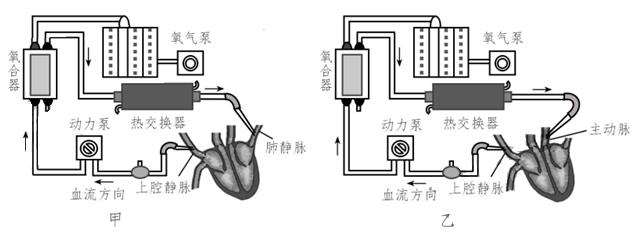 氧气泵
氧合器
动力泵
热交换器
肺静脉
血流方向
上腔静脉
甲
氧气泵
氧合器
动力泵
热交换器
主动脉
血流方向
上腔静脉
乙